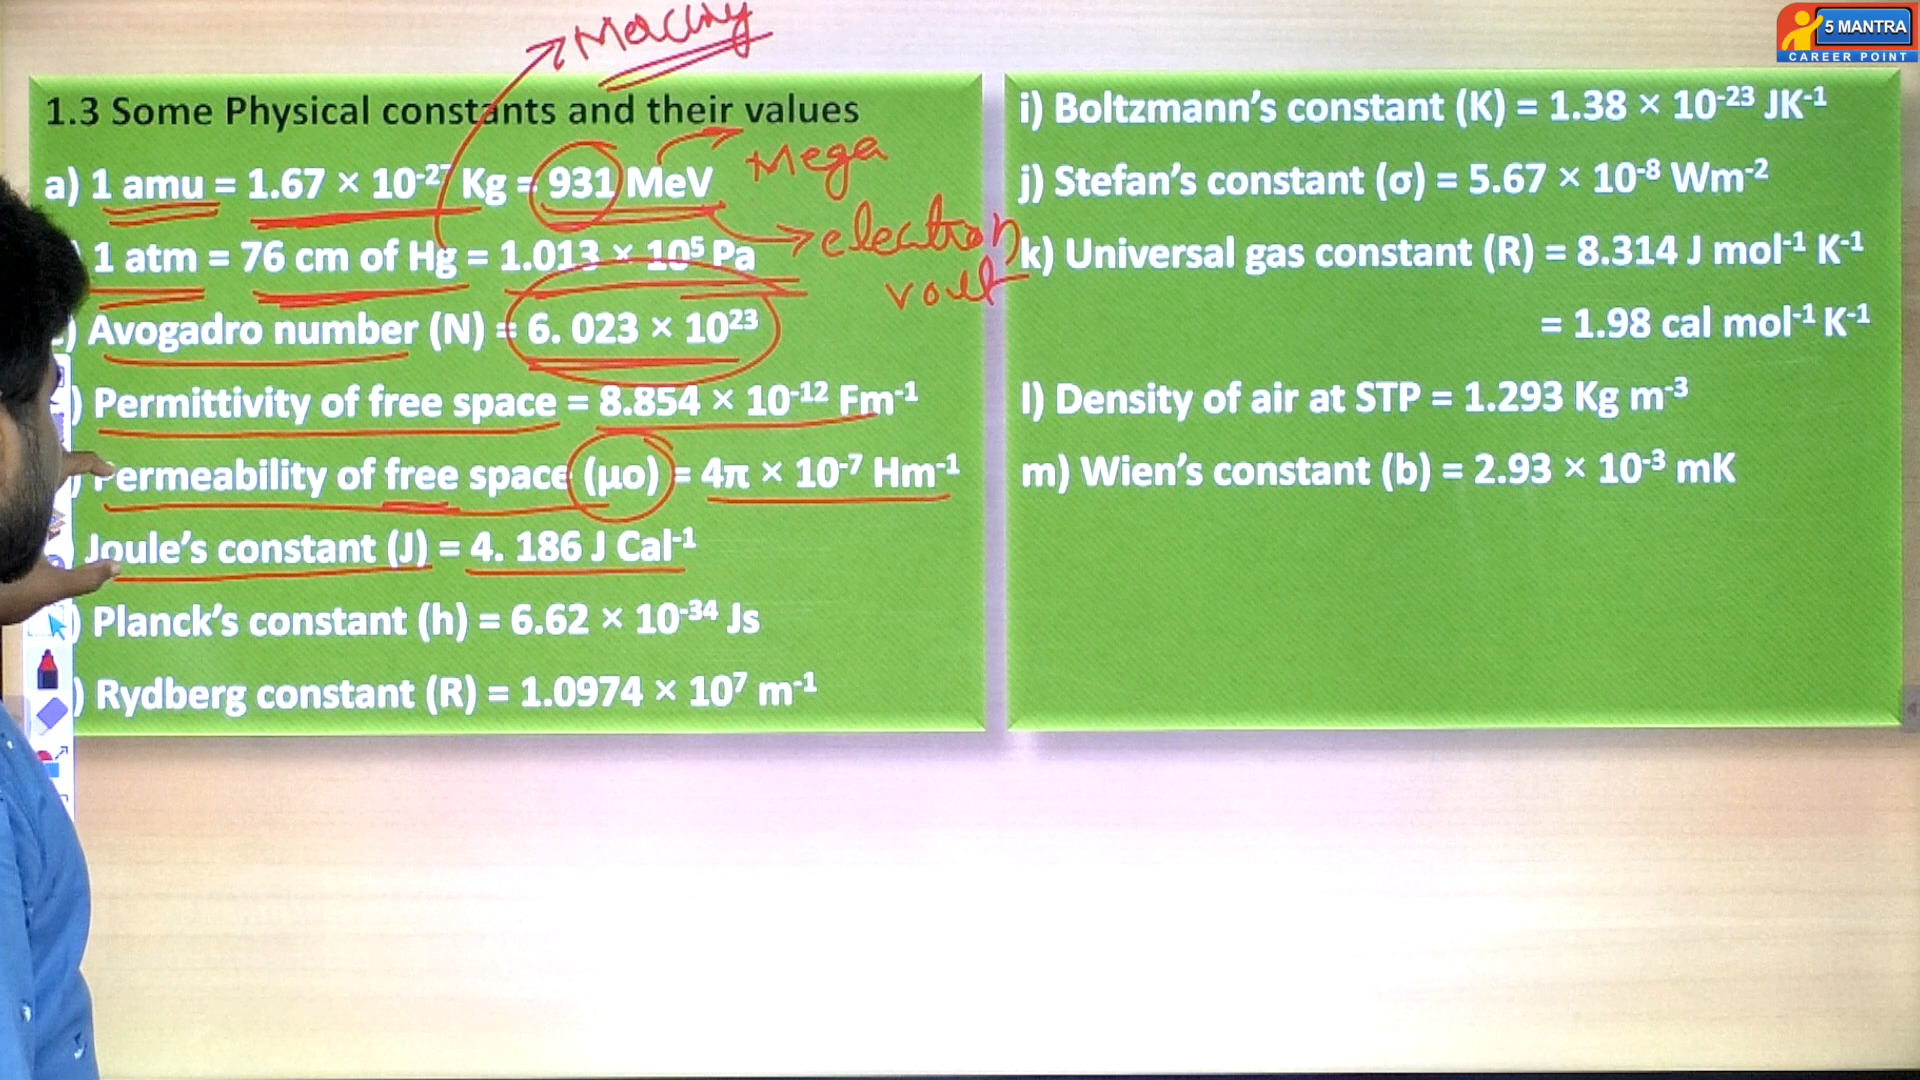 Mercury
5 MANTRA
CAREER POINT
1.3 Some Physical constants and their values
a) 1 amu = 1.67 × 10⁻²⁷ Kg = 931 MeV
Mega
electron
volt
) 1 atm = 76 cm of Hg = 1.013 × 10⁵ Pa
) Avogadro number (N) = 6. 023 × 10²³
) Permittivity of free space = 8.854 × 10⁻¹² Fm⁻¹
) Permeability of free space (μo) = 4π × 10⁻⁷ Hm⁻¹
) Joule’s constant (J) = 4. 186 J Cal⁻¹
) Planck’s constant (h) = 6.62 × 10⁻³⁴ Js
) Rydberg constant (R) = 1.0974 × 10⁷ m⁻¹
i) Boltzmann’s constant (K) = 1.38 × 10⁻²³ JK⁻¹
j) Stefan’s constant (σ) = 5.67 × 10⁻⁸ Wm⁻²
k) Universal gas constant (R) = 8.314 J mol⁻¹ K⁻¹
= 1.98 cal mol⁻¹ K⁻¹
l) Density of air at STP = 1.293 Kg m⁻³
m) Wien’s constant (b) = 2.93 × 10⁻³ mK